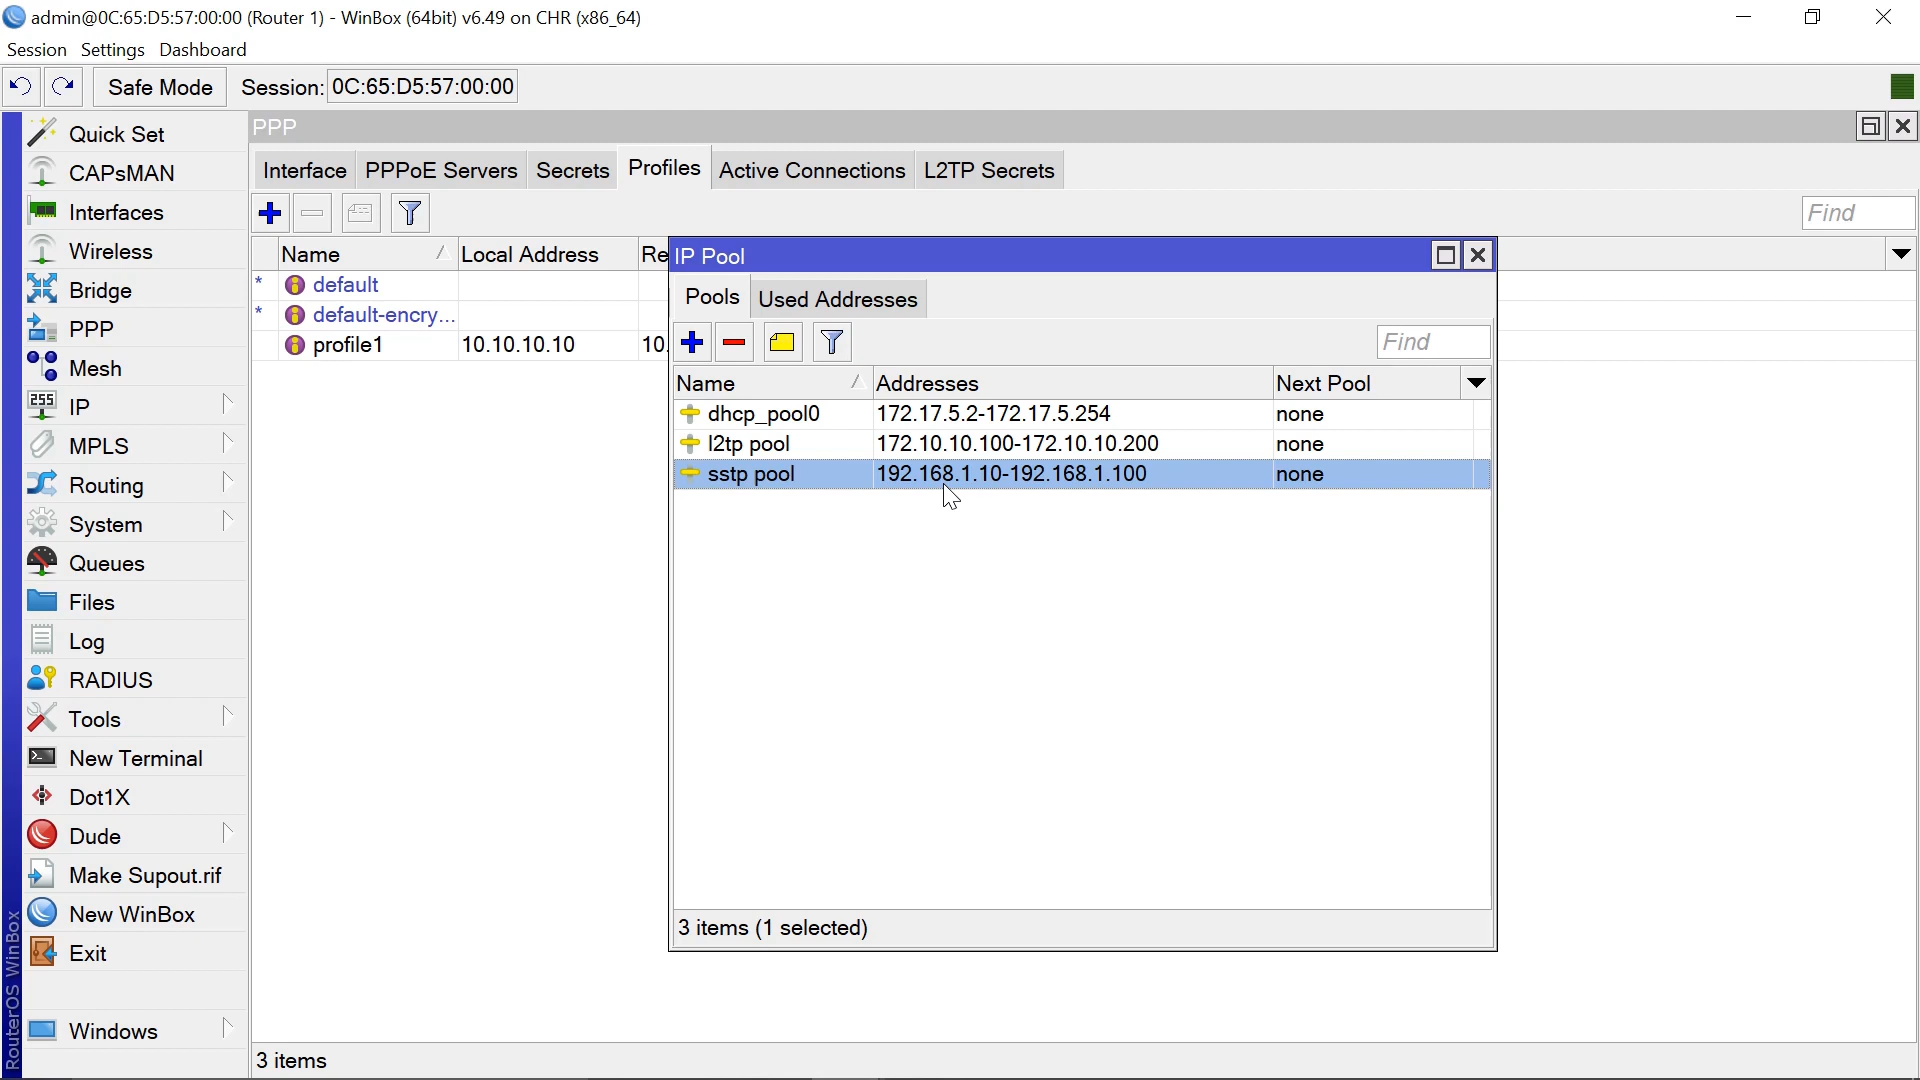 admin@0C:65:D5:57:00:00 (Router 1) - WinBox (64bit) v6.49 on CHR (x86_64)
Session Settings Dashboard
Safe Mode Session: 0C:65:D5:57:00:00
Quick Set
CAPsMAN
Interfaces
Wireless
Bridge
PPP
Mesh
255 IP
MPLS
Routing
System
Queues
Files
Log
RADIUS
Tools
New Terminal
Dot1X
Dude
Make Supout.rif
New WinBox
Exit
Windows
RouterOS WinBox
PPP
Interface PPPoE Servers Secrets Profiles Active Connections L2TP Secrets
Find
Name Local Address Re
* default
* default-encry...
profile1 10.10.10.10 10.
3 items
IP Pool
Pools Used Addresses
Find
Name Addresses Next Pool
dhcp_pool0 172.17.5.2-172.17.5.254 none
l2tp pool 172.10.10.100-172.10.10.200 none
sstp pool 192.168.1.10-192.168.1.100 none
3 items (1 selected)